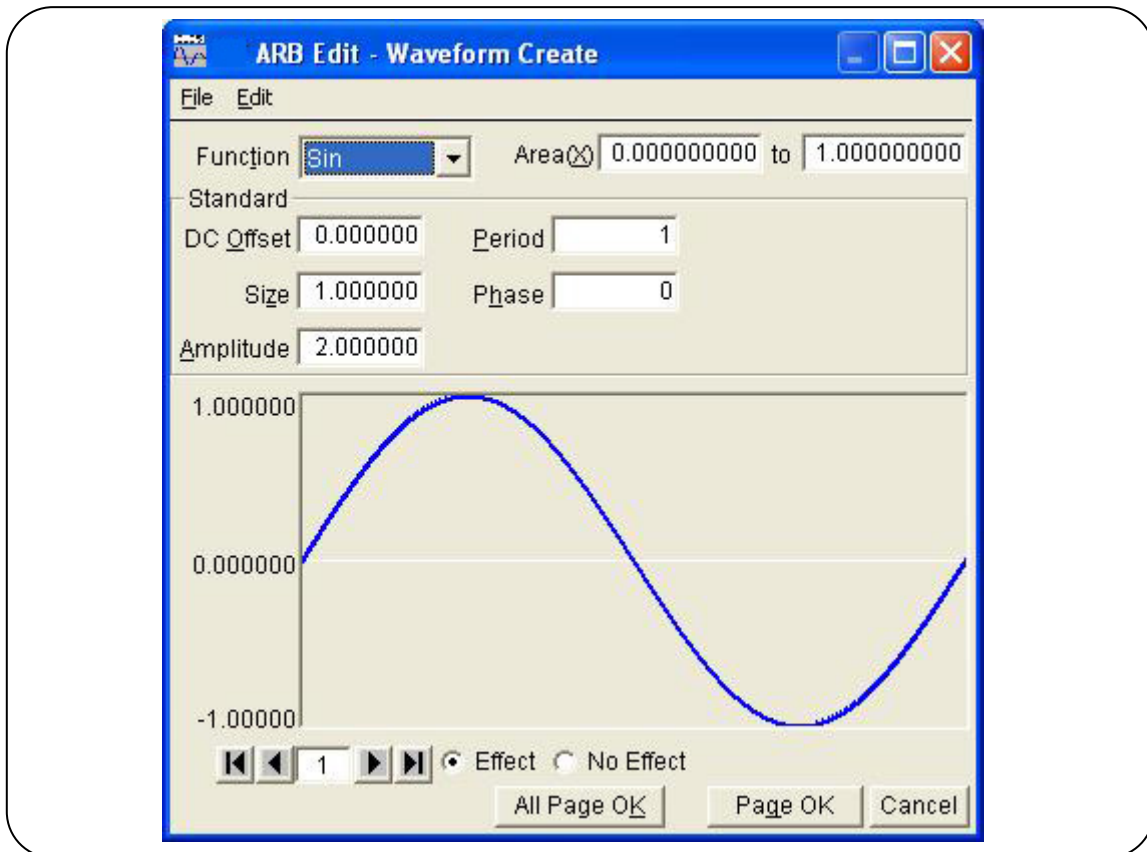 ARB Edit - Waveform Create
File Edit
Function Sin Area(X) 0.000000000 to 1.000000000
Standard
DC Offset 0.000000 Period 1
Size 1.000000 Phase 0
Amplitude 2.000000
1.000000
0.000000
-1.00000
1 Effect No Effect
All Page OK Page OK Cancel